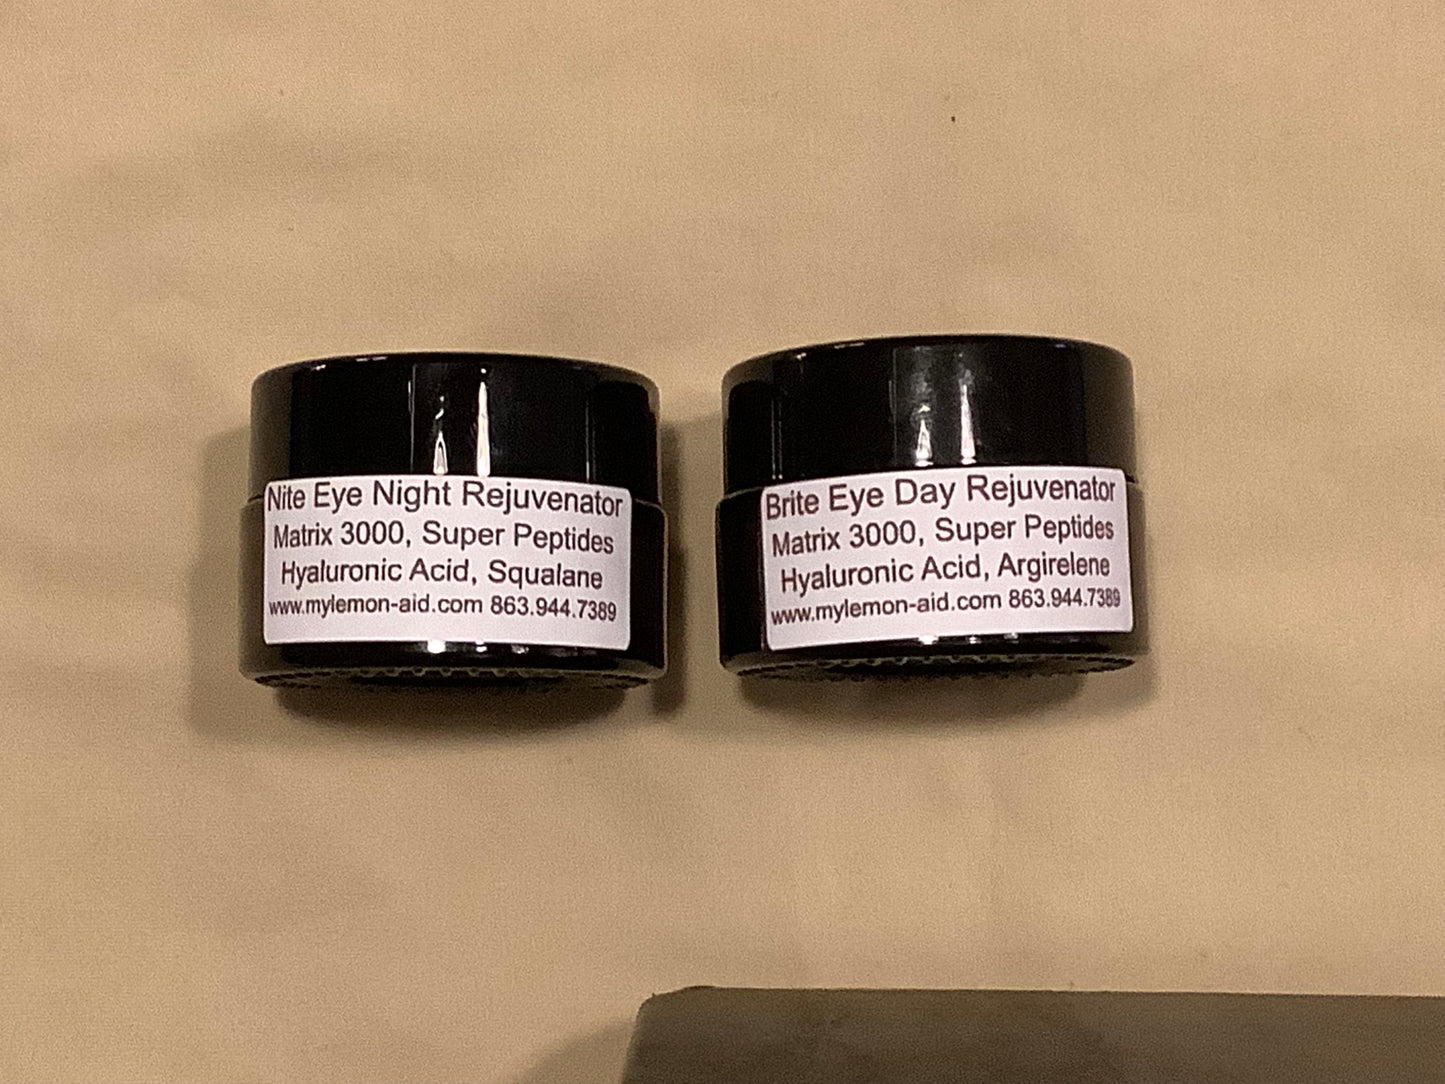 Nite Eye Night Rejuvenator
Matrix 3000, Super Peptides
Hyaluronic Acid, Squalane
www.mylemon-aid.com 863.944.7389
Brite Eye Day Rejuvenator
Matrix 3000, Super Peptides
Hyaluronic Acid, Argirelene
www.mylemon-aid.com 863.944.7389